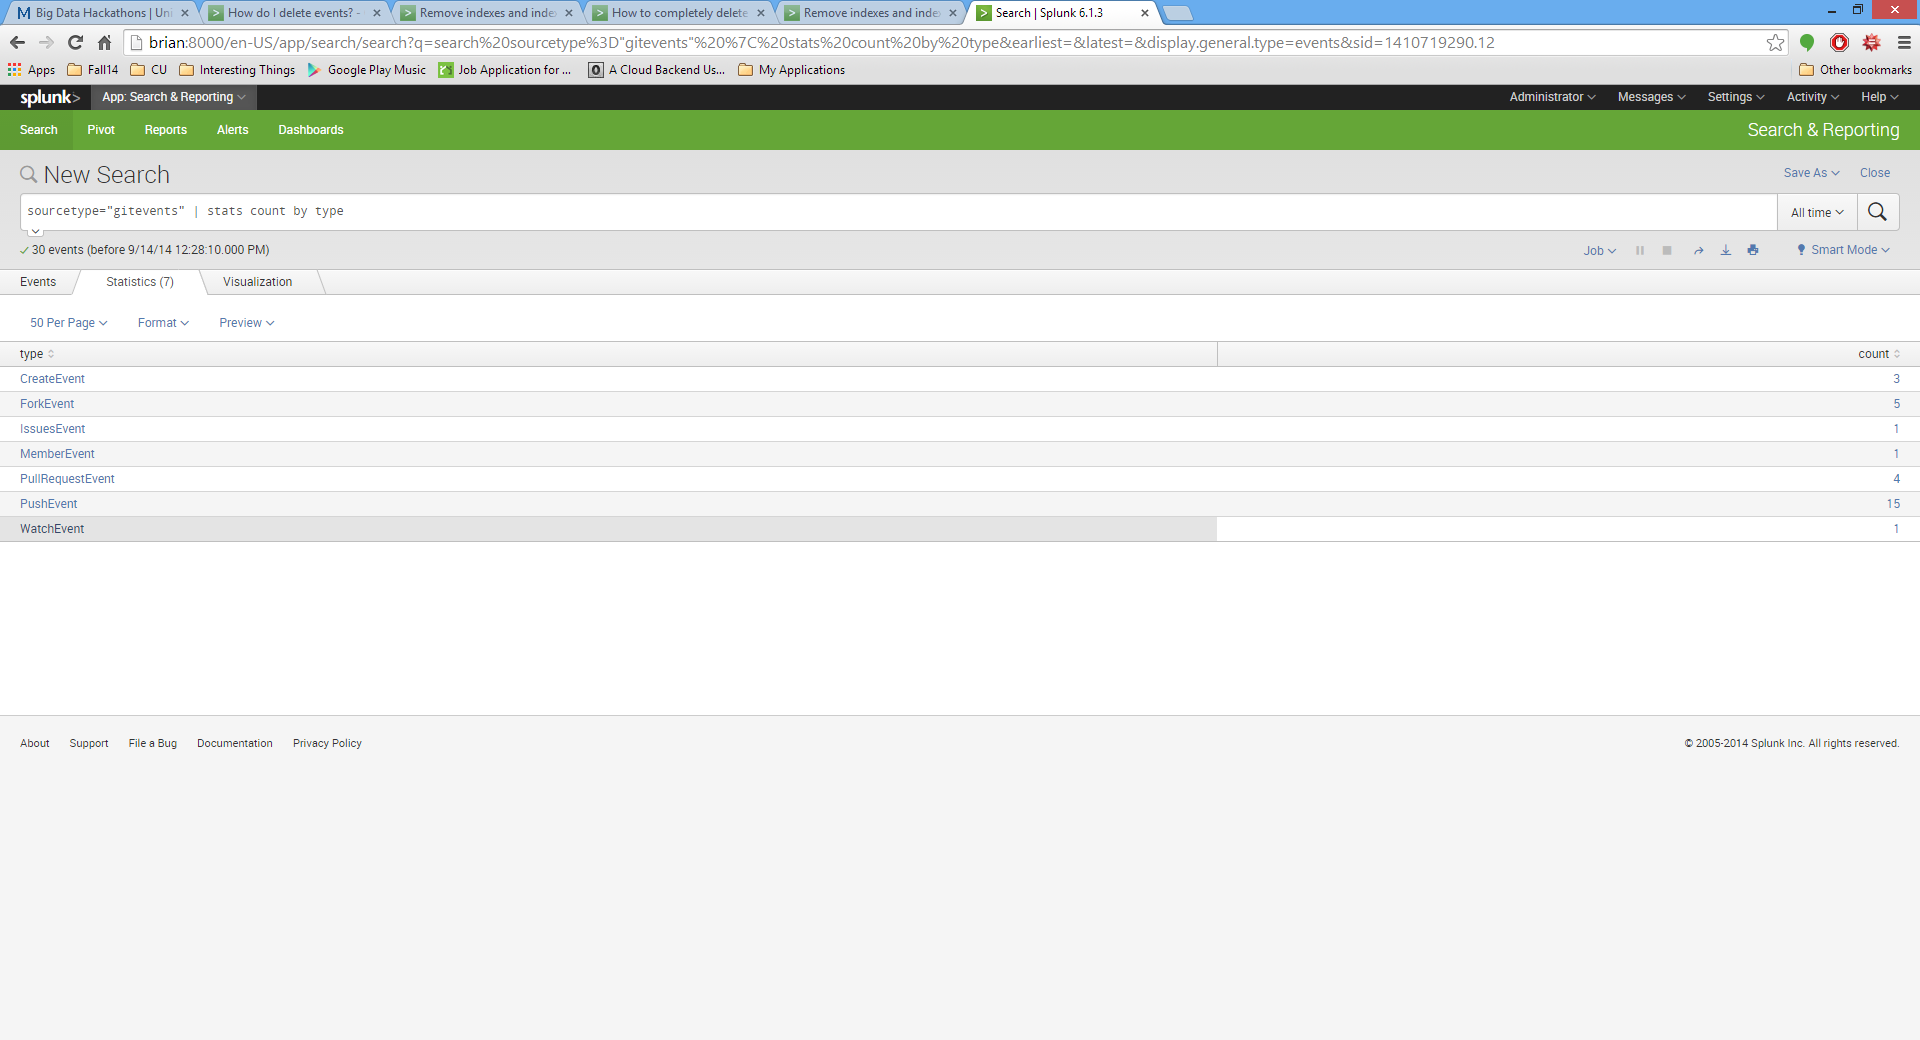 Big Data Hackathons | Uni
How do I delete events? -
Remove indexes and inde
How to completely delete
Remove indexes and inde
Search | Splunk 6.1.3
brian:8000/en-US/app/search/search?q=search%20sourcetype%3D"gitevents"%20%7C%20stats%20count%20by%20type&earliest=&latest=&display.general.type=events&sid=1410719290.12
Apps Fall14 CU Interesting Things Google Play Music Job Application for ... A Cloud Backend Us... My Applications Other bookmarks
splunk> App: Search & Reporting Administrator Messages Settings Activity Help
Search Pivot Reports Alerts Dashboards Search & Reporting
New Search Save As Close
sourcetype="gitevents" | stats count by type All time
30 events (before 9/14/14 12:28:10.000 PM) Job Smart Mode
Events Statistics (7) Visualization
50 Per Page Format Preview
type count
CreateEvent 3
ForkEvent 5
IssuesEvent 1
MemberEvent 1
PullRequestEvent 4
PushEvent 15
WatchEvent 1
About Support File a Bug Documentation Privacy Policy © 2005-2014 Splunk Inc. All rights reserved.